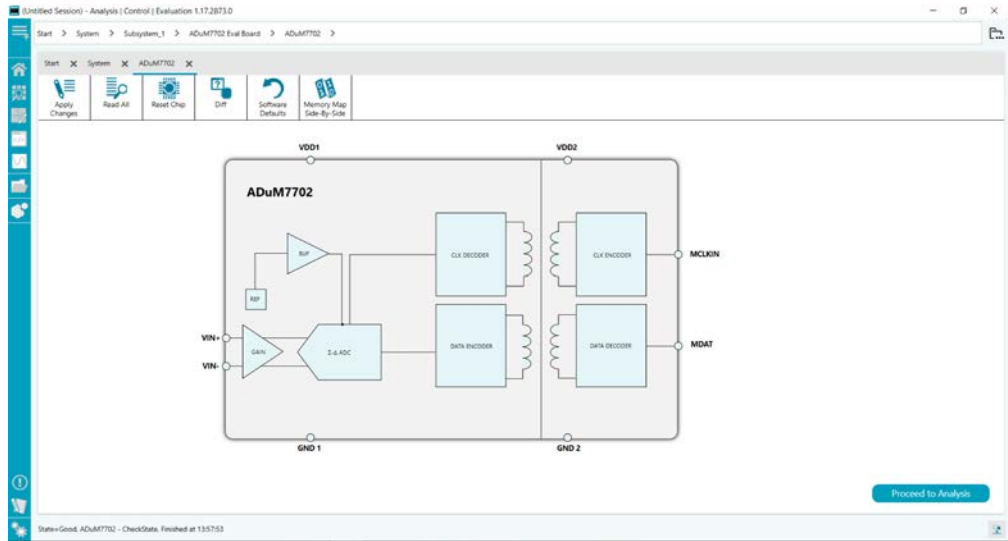 (Untitled Session) - Analysis | Control | Evaluation 1.17.2873.0
Start > System > Subsystem_1 > ADuM7702 Eval Board > ADuM7702 >
Start System ADuM7702
Apply Changes
Read All
Reset Chip
Diff
Software Defaults
Memory Map Side-By-Side
VDD1
VDD2
ADuM7702
BUF
CLK DECODER
CLK ENCODER
MCLKIN
REF
VIN+
GAIN
Σ-Δ ADC
DATA ENCODER
DATA DECODER
MDAT
VIN-
GND 1
GND 2
Proceed to Analysis
State=Good. ADuM7702 - CheckState. Finished at 13:57:53